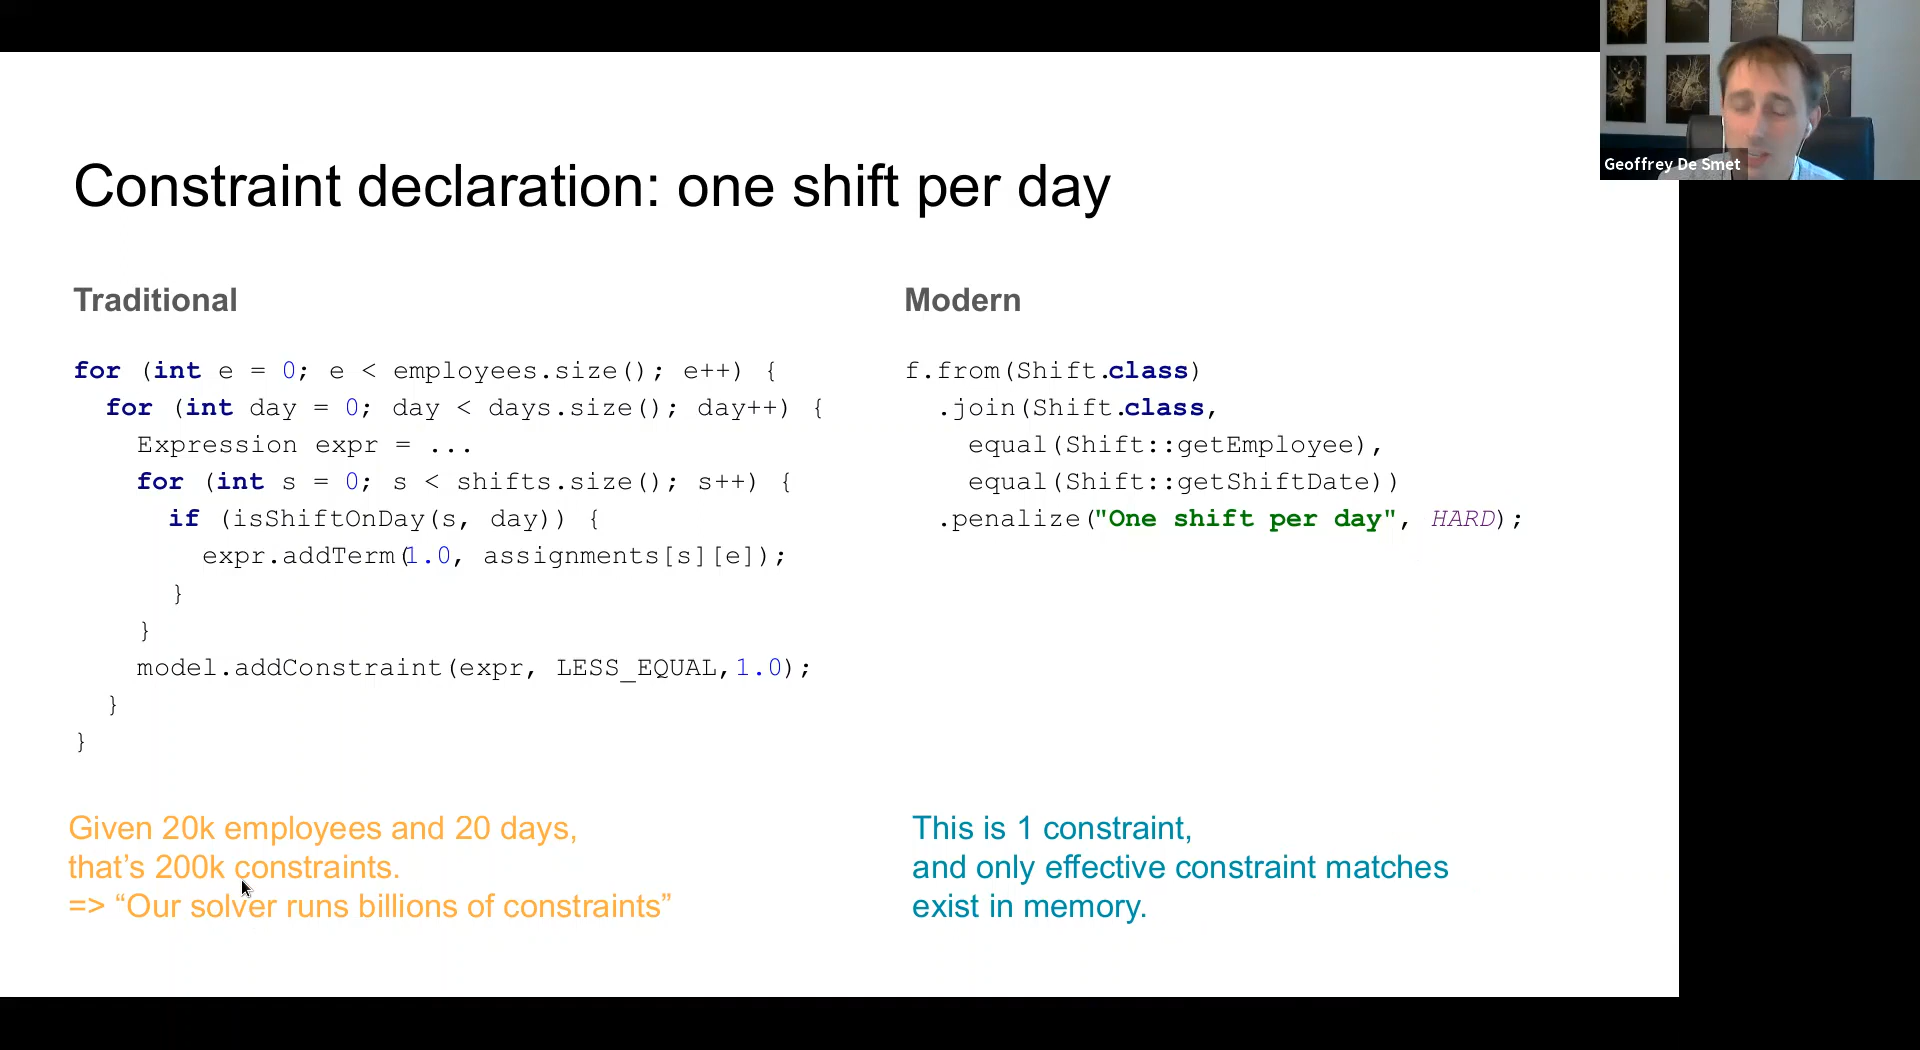 Geoffrey De Smet
Constraint declaration: one shift per day
Traditional
for (int e = 0; e < employees.size(); e++) {
for (int day = 0; day < days.size(); day++) {
Expression expr = ...
for (int s = 0; s < shifts.size(); s++) {
if (isShiftOnDay(s, day)) {
expr.addTerm(1.0, assignments[s][e]);
}
}
model.addConstraint(expr, LESS_EQUAL,1.0);
}
}
Given 20k employees and 20 days,
that’s 200k constraints.
=> “Our solver runs billions of constraints”
Modern
f.from(Shift.class)
.join(Shift.class,
equal(Shift::getEmployee),
equal(Shift::getShiftDate))
.penalize("One shift per day", HARD);
This is 1 constraint,
and only effective constraint matches
exist in memory.